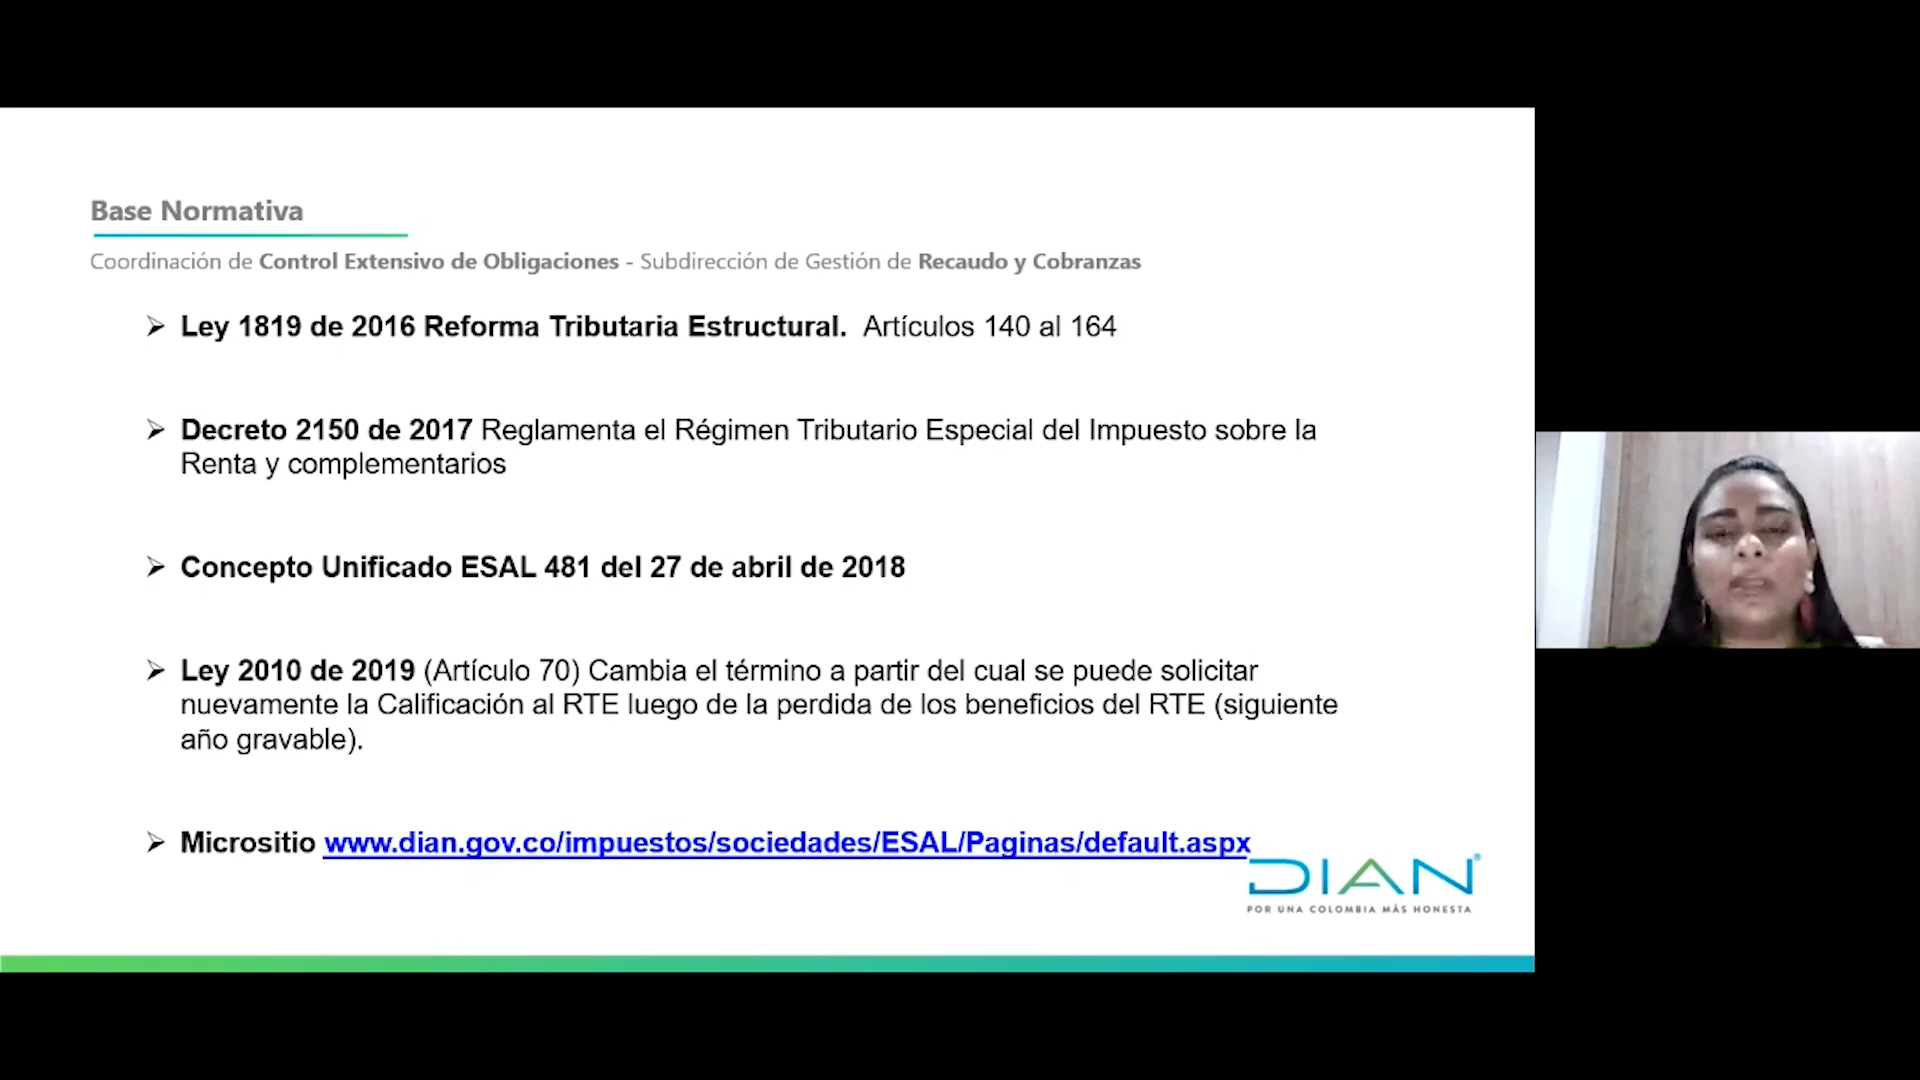 Base Normativa
Coordinación de Control Extensivo de Obligaciones - Subdirección de Gestión de Recaudo y Cobranzas
➢ Ley 1819 de 2016 Reforma Tributaria Estructural. Artículos 140 al 164
➢ Decreto 2150 de 2017 Reglamenta el Régimen Tributario Especial del Impuesto sobre la
Renta y complementarios
➢ Concepto Unificado ESAL 481 del 27 de abril de 2018
➢ Ley 2010 de 2019 (Artículo 70) Cambia el término a partir del cual se puede solicitar
nuevamente la Calificación al RTE luego de la perdida de los beneficios del RTE (siguiente
año gravable).
➢ Micrositio www.dian.gov.co/impuestos/sociedades/ESAL/Paginas/default.aspx
DIAN
POR UNA COLOMBIA MÁS HONESTA